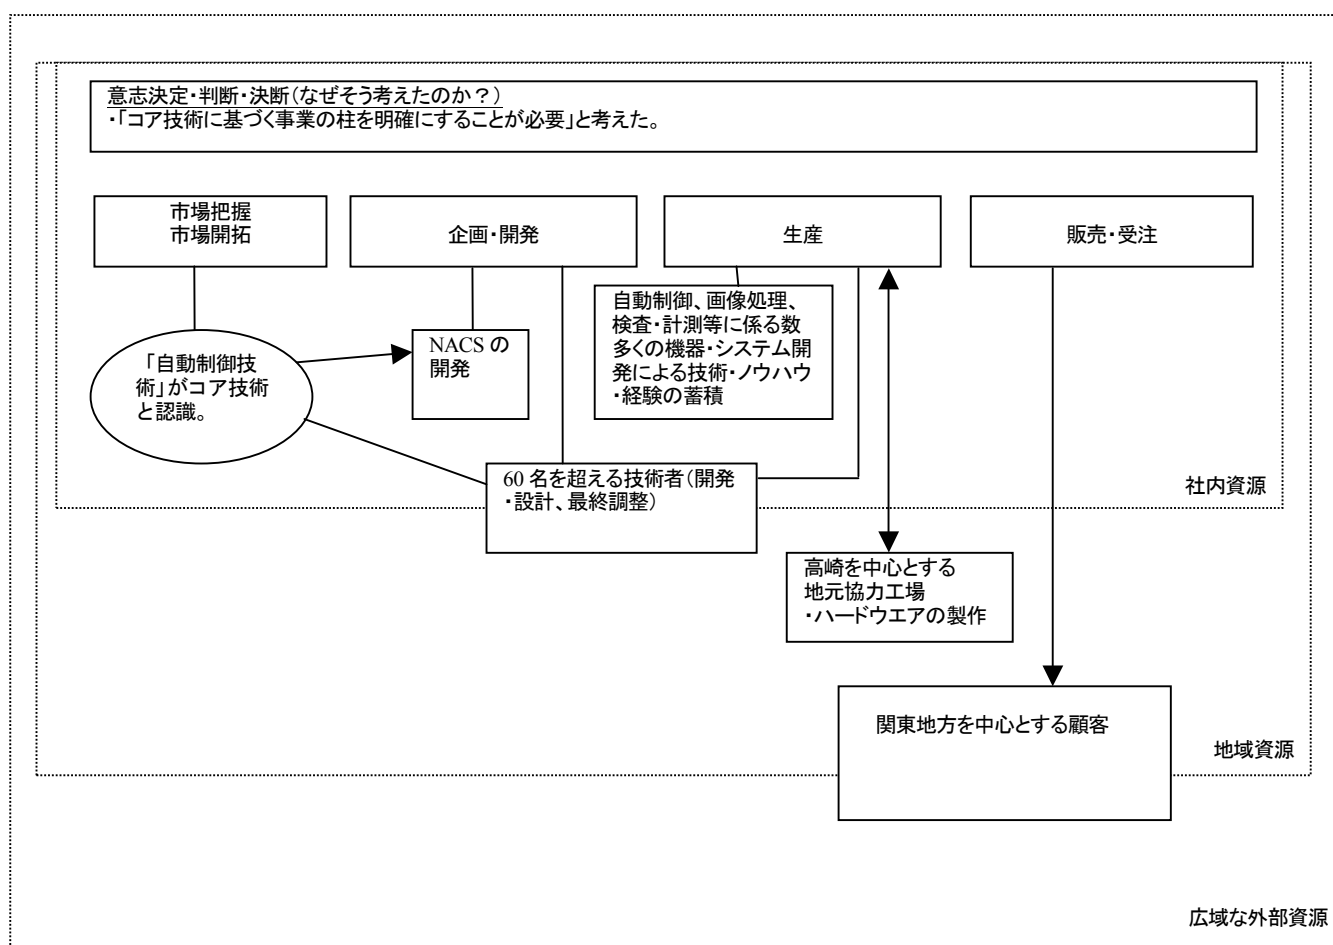 意志決定・判断・決断（なぜそう考えたのか？）
・「コア技術に基づく事業の柱を明確にすることが必要」と考えた。
市場把握
市場開拓
企画・開発
生産
販売・受注
「自動制御技
術」がコア技術
と認識。
NACS の
開発
自動制御、画像処理、
検査・計測等に係る数
多くの機器・システム開
発による技術・ノウハウ
・経験の蓄積
60 名を超える技術者（開発
・設計、最終調整）
社内資源
高崎を中心とする
地元協力工場
・ハードウエアの製作
関東地方を中心とする顧客
地域資源
広域な外部資源